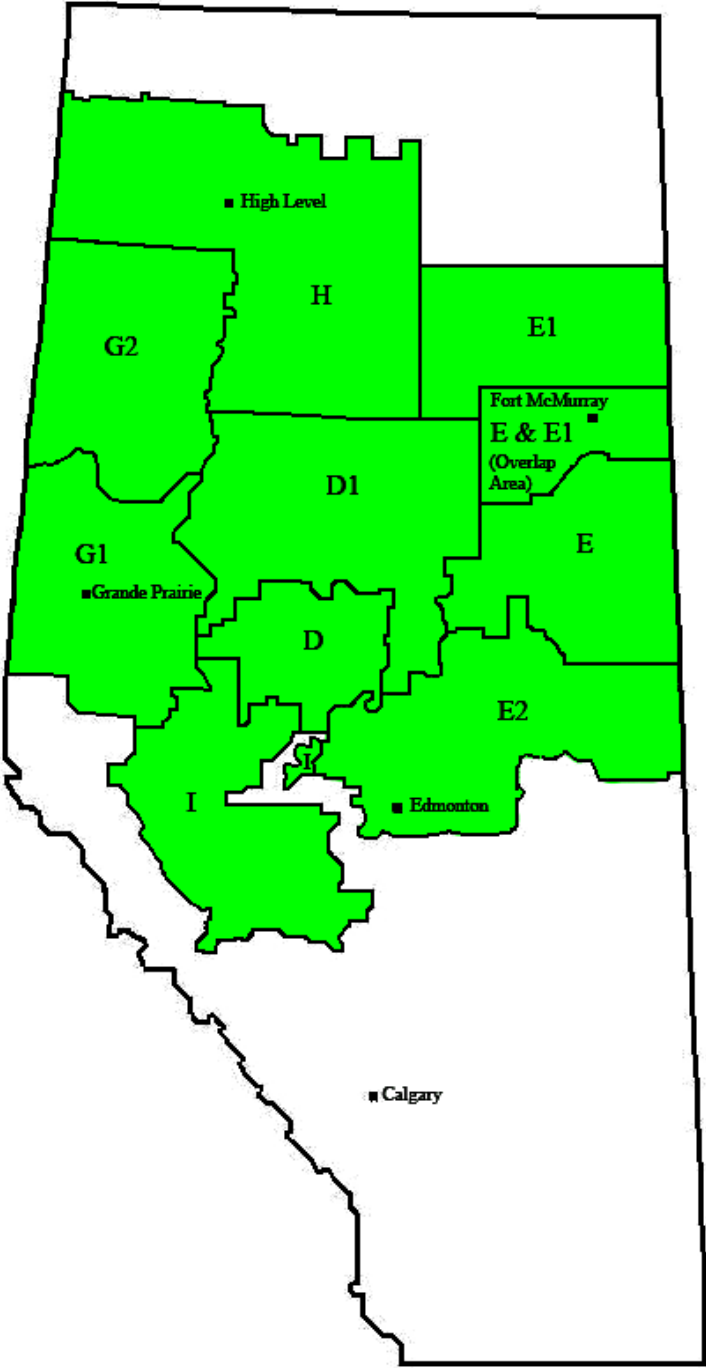 High Level
H
E1
G2
Fort McMurray
E & E1
(Overlap
Area)
D1
E
G1
Grande Prairie
D
E2
I
I
Edmonton
Calgary